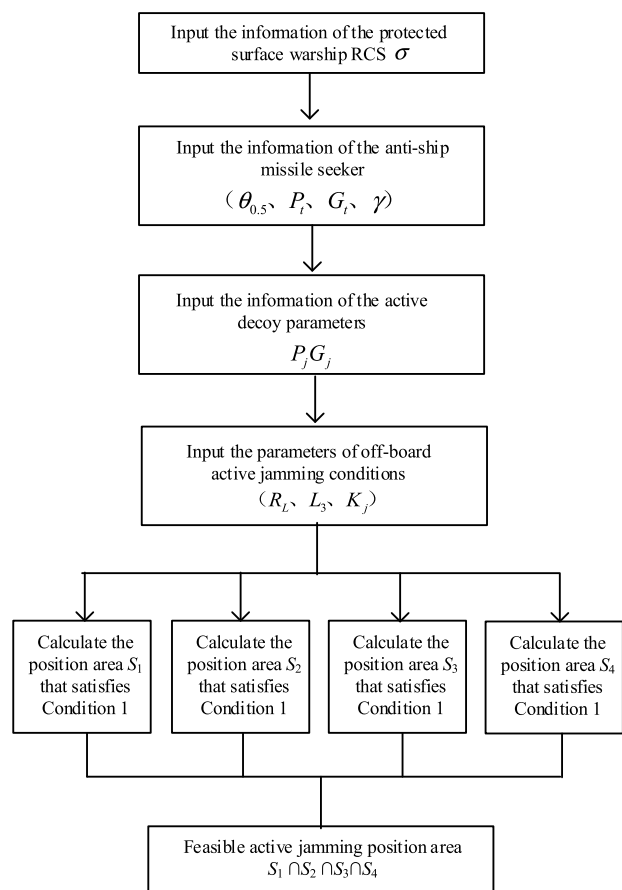 Input the information of the protected
surface warship RCS σ
Input the information of the anti-ship
missile seeker
(θ0.5、Pt、Gt、γ)
Input the information of the active
decoy parameters
PjGj
Input the parameters of off-board
active jamming conditions
(RL、L3、Kj)
Calculate the
position area S1
that satisfies
Condition 1
Calculate the
position area S2
that satisfies
Condition 1
Calculate the
position area S3
that satisfies
Condition 1
Calculate the
position area S4
that satisfies
Condition 1
Feasible active jamming position area
S1 ∩S2 ∩S3∩S4